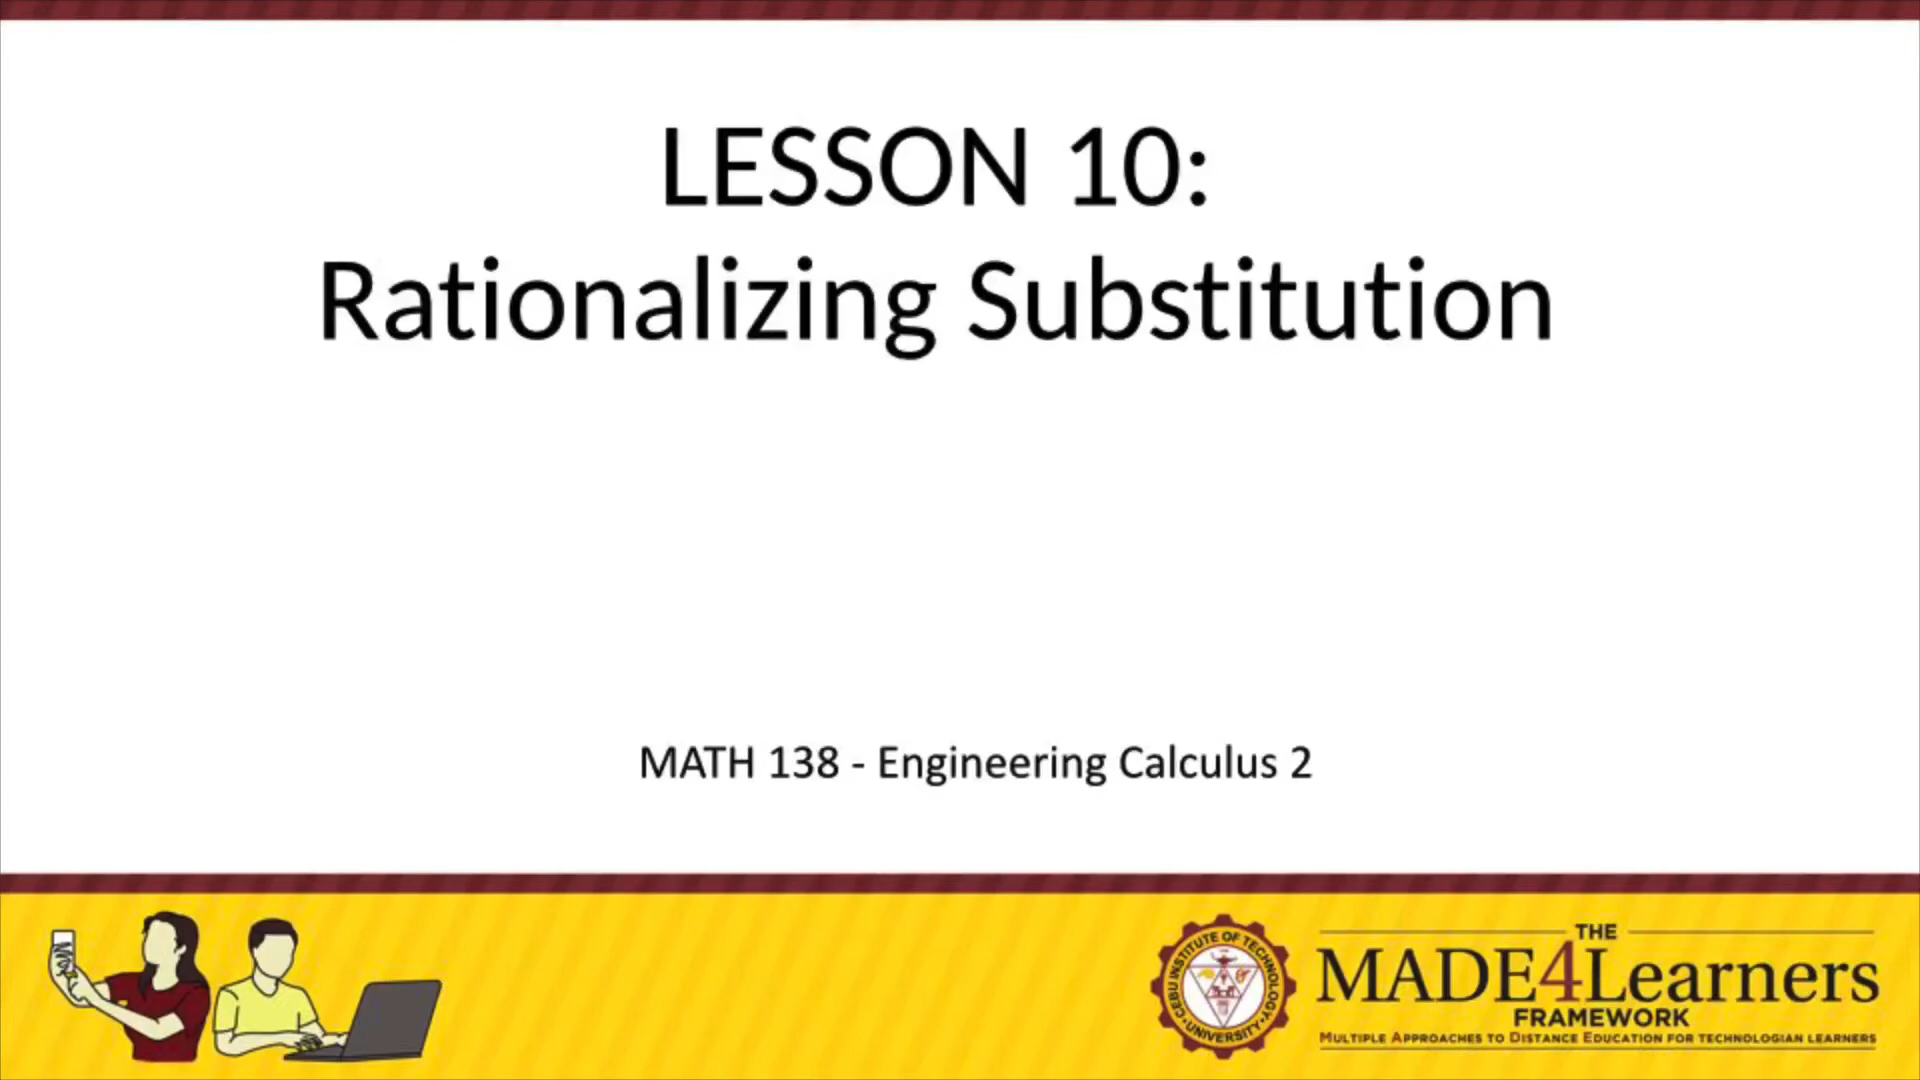 LESSON 10:
Rationalizing Substitution
MATH 138 - Engineering Calculus 2
CEBU INSTITUTE OF TECHNOLOGY
UNIVERSITY
THE
MADE4Learners
FRAMEWORK
MULTIPLE APPROACHES TO DISTANCE EDUCATION FOR TECHNOLOGIAN LEARNERS